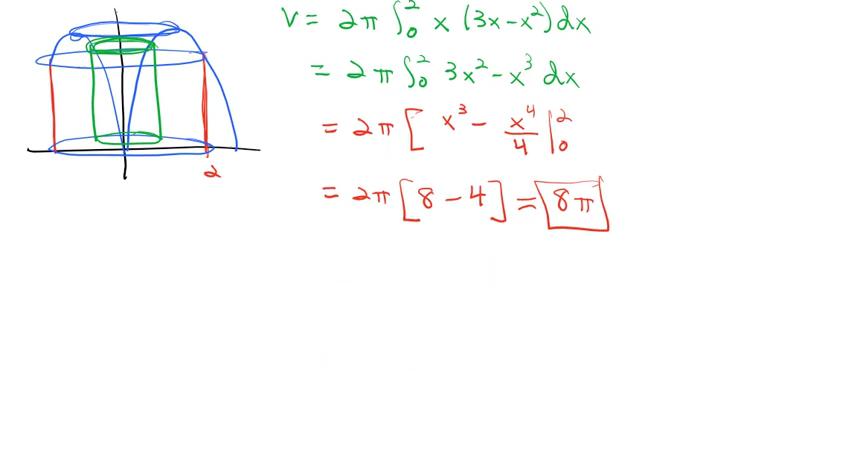 V = 2π ∫₀² x (3x − x²) dx
= 2π ∫₀² 3x² − x³ dx
= 2π [ x³ − x⁴/4 |₀²
= 2π [8 − 4] = 8π
2